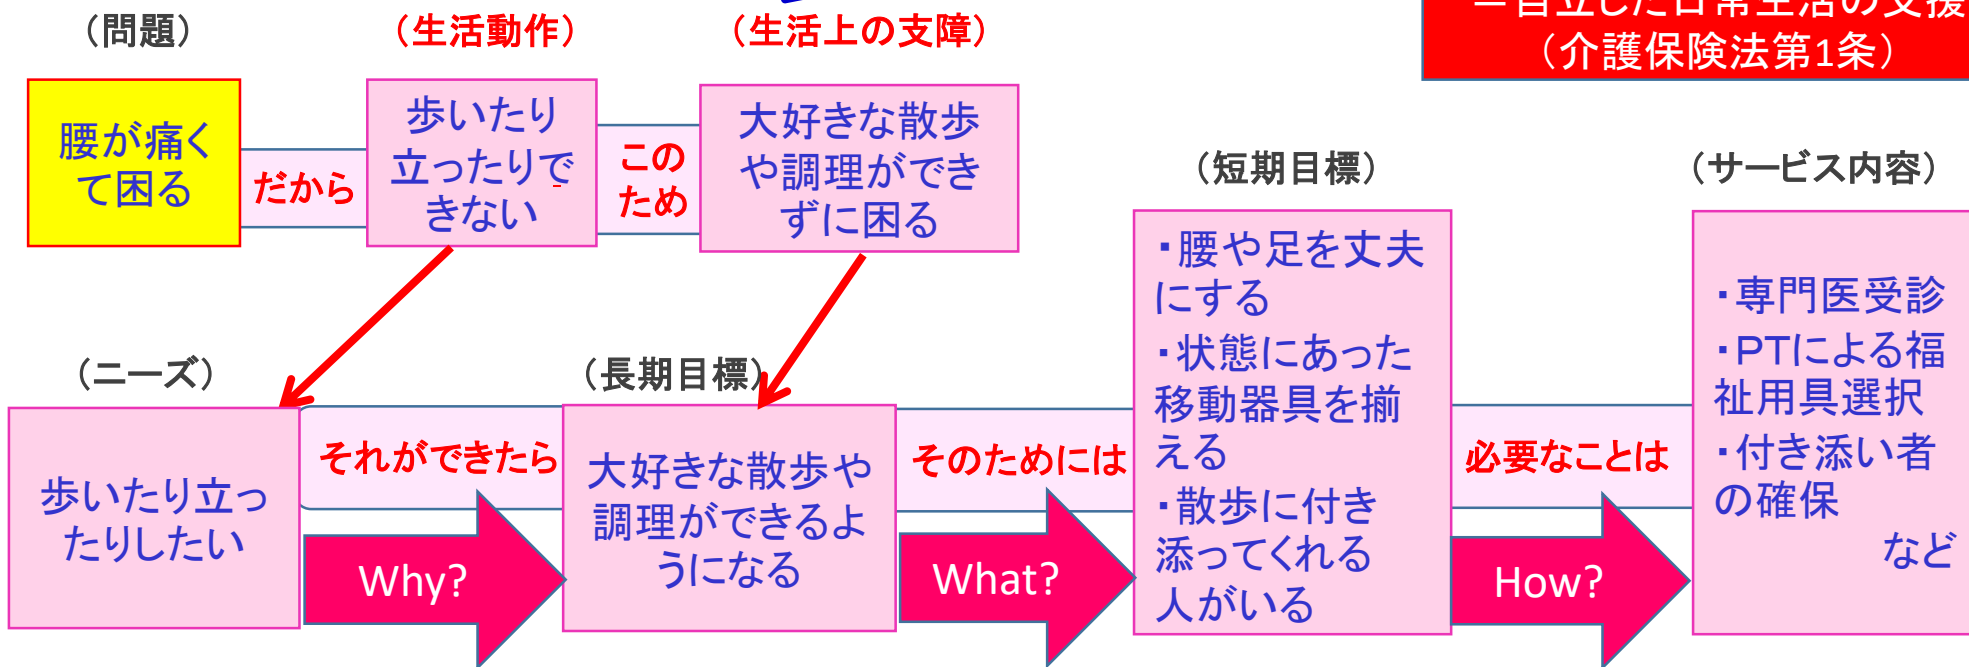 ＝自立した日常生活の支援
（介護保険法第1条）
（問題）
（生活動作）
（生活上の支障）
腰が痛く
て困る
だから
歩いたり
立ったりで
きない
この
ため
大好きな散歩
や調理ができ
ずに困る
（ニーズ）
歩いたり立っ
たりしたい
それができたら
Why?
（長期目標）
大好きな散歩や
調理ができるよ
うになる
そのためには
What?
（短期目標）
・腰や足を丈夫
にする
・状態にあった
移動器具を揃
える
・散歩に付き
添ってくれる
人がいる
必要なことは
How?
（サービス内容）
・専門医受診
・PTによる福
祉用具選択
・付き添い者
の確保
など